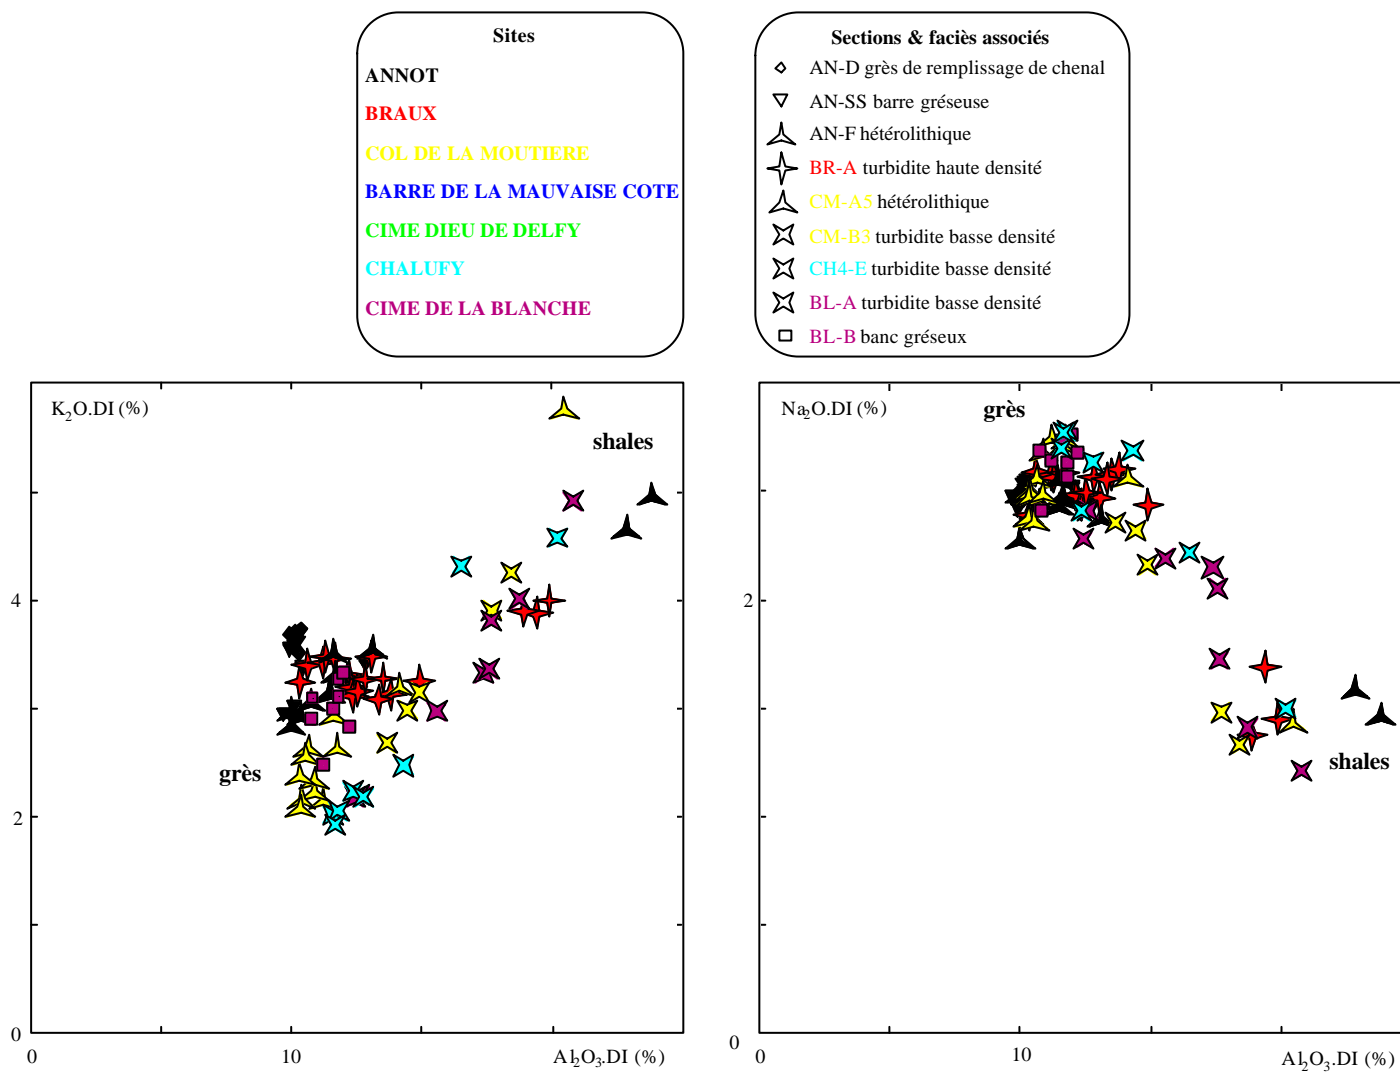 Sites
ANNOT
BRAUX
COL DE LA MOUTIERE
BARRE DE LA MAUVAISE COTE
CIME DIEU DE DELFY
CHALUFY
CIME DE LA BLANCHE
Sections & faciès associés
AN-D grès de remplissage de chenal
AN-SS barre gréseuse
AN-F hétérolithique
BR-A turbidite haute densité
CM-A5 hétérolithique
CM-B3 turbidite basse densité
CH4-E turbidite basse densité
BL-A turbidite basse densité
BL-B banc gréseux
K₂O.DI (%)
shales
4
grès
2
0
0
10
Al₂O₃.DI (%)
Na₂O.DI (%)
grès
2
shales
0
0
10
Al₂O₃.DI (%)